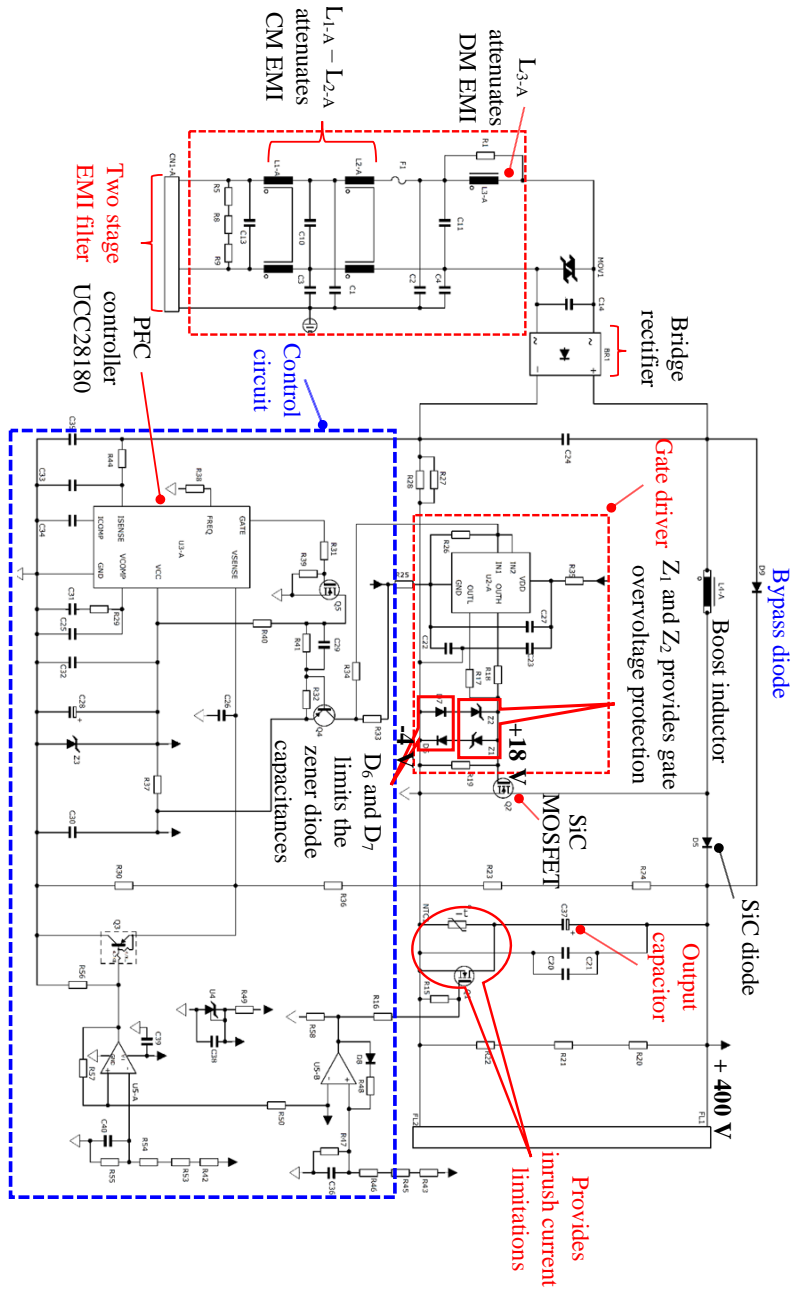 Bypass diode
D9
Bridge
rectifier
BR1
Boost inductor
L4-A
SiC diode
D5
+ 400 V
FL1
FL2
L3-A
attenuates
DM EMI
L1-A – L2-A
attenuates
CM EMI
Two stage
EMI filter
CN1-A
R1
L3-A
F1
L2-A
L1-A
C11
C10
C13
R5
R8
R9
C1
C2
C3
C4
MOV1
C14
~
~
+
−
C24
Gate driver
Z1 and Z2 provides gate
overvoltage protection
R27
R28
R26
R35
VDD
IN2
IN1
U2-A
OUTH
OUTL
GND
C27
C23
C22
R18
R17
Z2
Z1
D7
D6
+18 V
R19
Q2
SiC
MOSFET
R24
R23
Output
capacitor
C37
+
C21
C20
NTC1
Q1
R15
R20
R21
R22
Provides
inrush current
limitations
Control
circuit
PFC
controller
UCC28180
D6 and D7
limits the
zener diode
capacitances
R25
R34
R33
Q4
R32
C29
R41
R40
Q5
R39
R31
R38
GATE
VSENSE
FREQ
U3-A
VCC
ISENSE
VCOMP
ICOMP
GND
R44
C35
C33
C34
C31
R29
C25
C32
C28
+
Z3
C26
R37
C30
R30
R36
Q3
R56
R16
R58
U5-B
+
-
D8
R48
R49
U4
C38
C39
U5-A
+
-
R57
R50
R47
C36
R46
R45
R43
C40
R55
R54
R53
R42